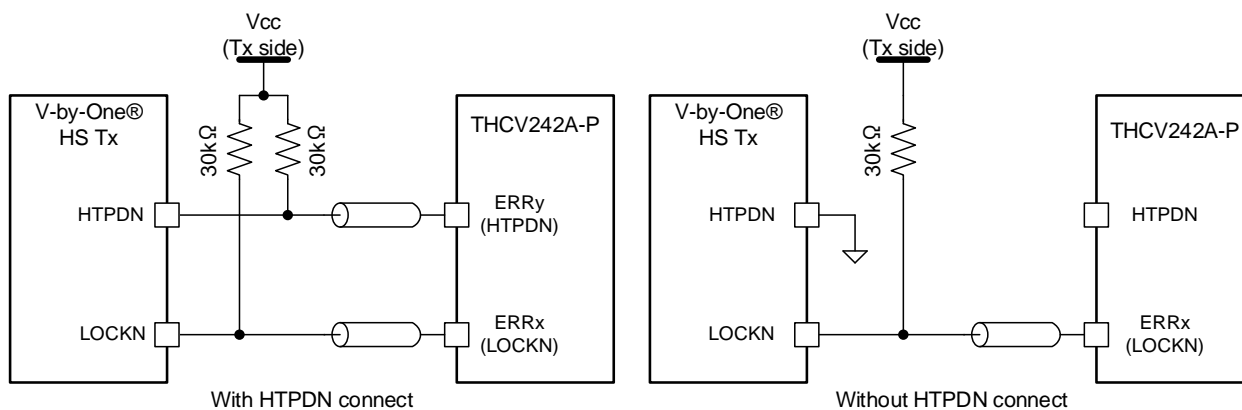 Vcc
(Tx side)
V-by-One®
HS Tx
30kΩ
30kΩ
THCV242A-P
HTPDN
ERRy
(HTPDN)
LOCKN
ERRx
(LOCKN)
With HTPDN connect
Vcc
(Tx side)
V-by-One®
HS Tx
30kΩ
THCV242A-P
HTPDN
HTPDN
LOCKN
ERRx
(LOCKN)
Without HTPDN connect